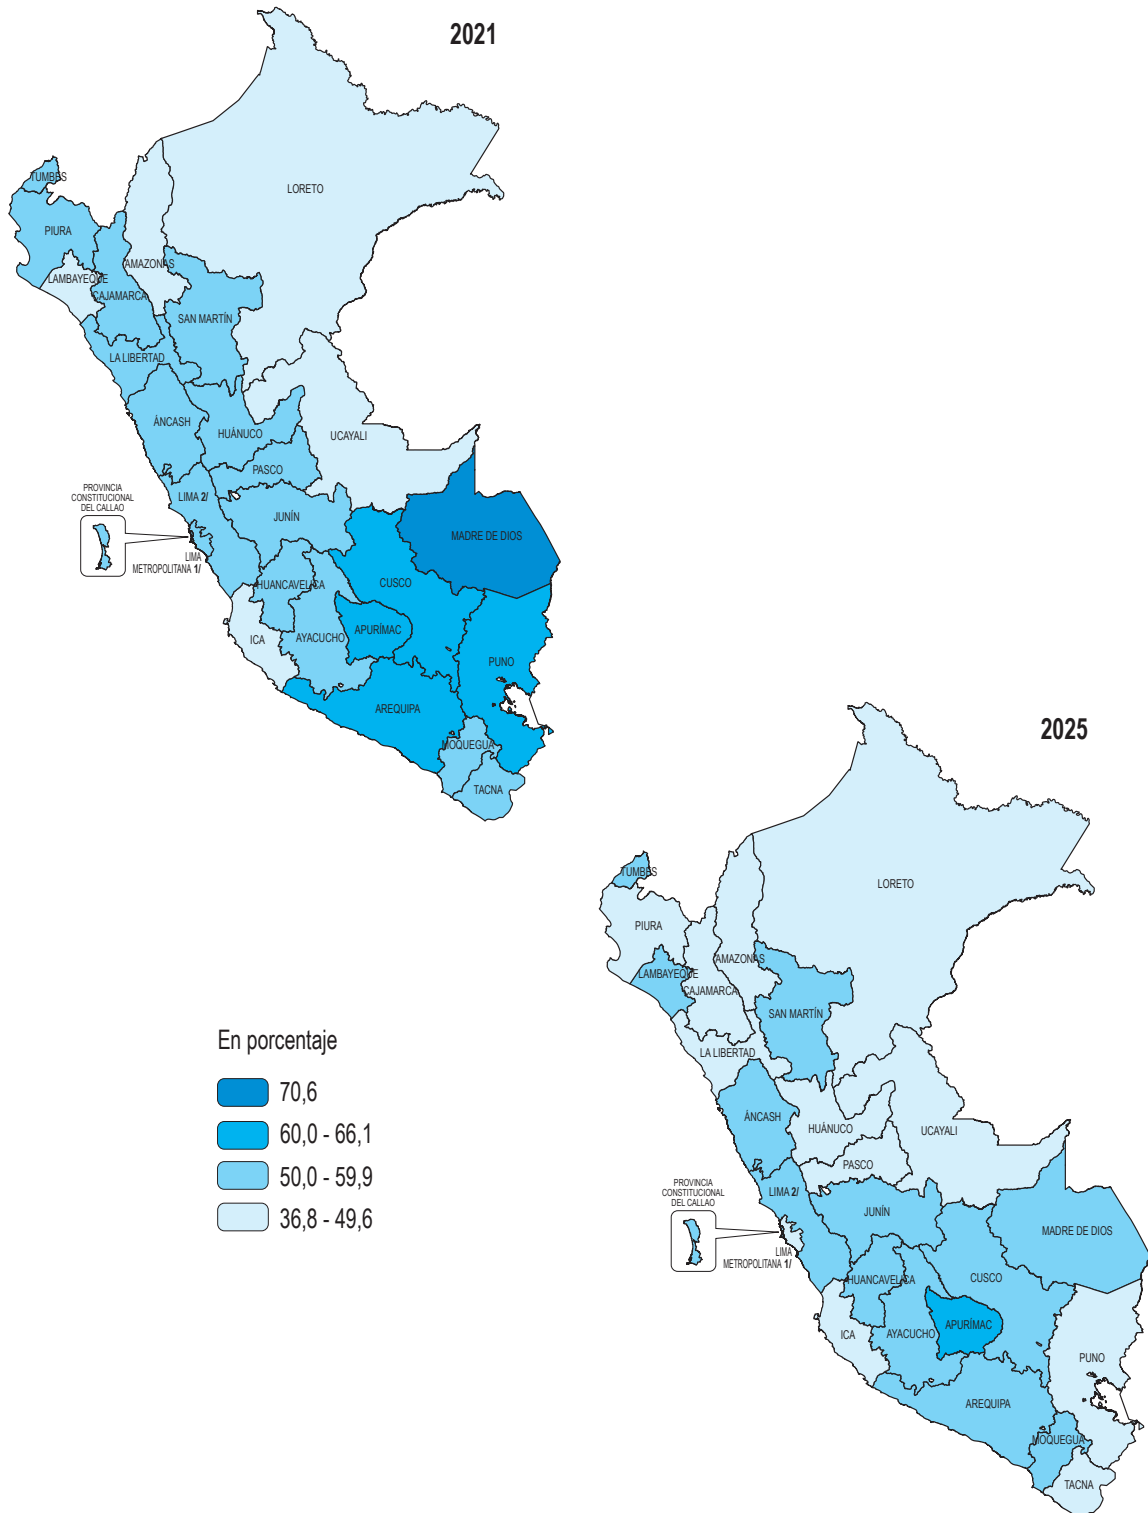 2021
LORETO
TUMBES
PIURA
AMAZONAS
LAMBAYEQUE
CAJAMARCA
SAN MARTÍN
LA LIBERTAD
ÁNCASH
HUÁNUCO
UCAYALI
PASCO
PROVINCIA
CONSTITUCIONAL
DEL CALLAO
LIMA 2/
JUNÍN
MADRE DE DIOS
LIMA
METROPOLITANA 1/
HUANCAVELICA
CUSCO
APURÍMAC
ICA
AYACUCHO
PUNO
AREQUIPA
MOQUEGUA
TACNA
2025
LORETO
TUMBES
PIURA
AMAZONAS
LAMBAYEQUE
CAJAMARCA
SAN MARTÍN
LA LIBERTAD
ÁNCASH
HUÁNUCO
UCAYALI
PASCO
PROVINCIA
CONSTITUCIONAL
DEL CALLAO
LIMA 2/
JUNÍN
MADRE DE DIOS
LIMA
METROPOLITANA 1/
HUANCAVELICA
CUSCO
APURÍMAC
ICA
AYACUCHO
PUNO
AREQUIPA
MOQUEGUA
TACNA
En porcentaje
70,6
60,0 - 66,1
50,0 - 59,9
36,8 - 49,6